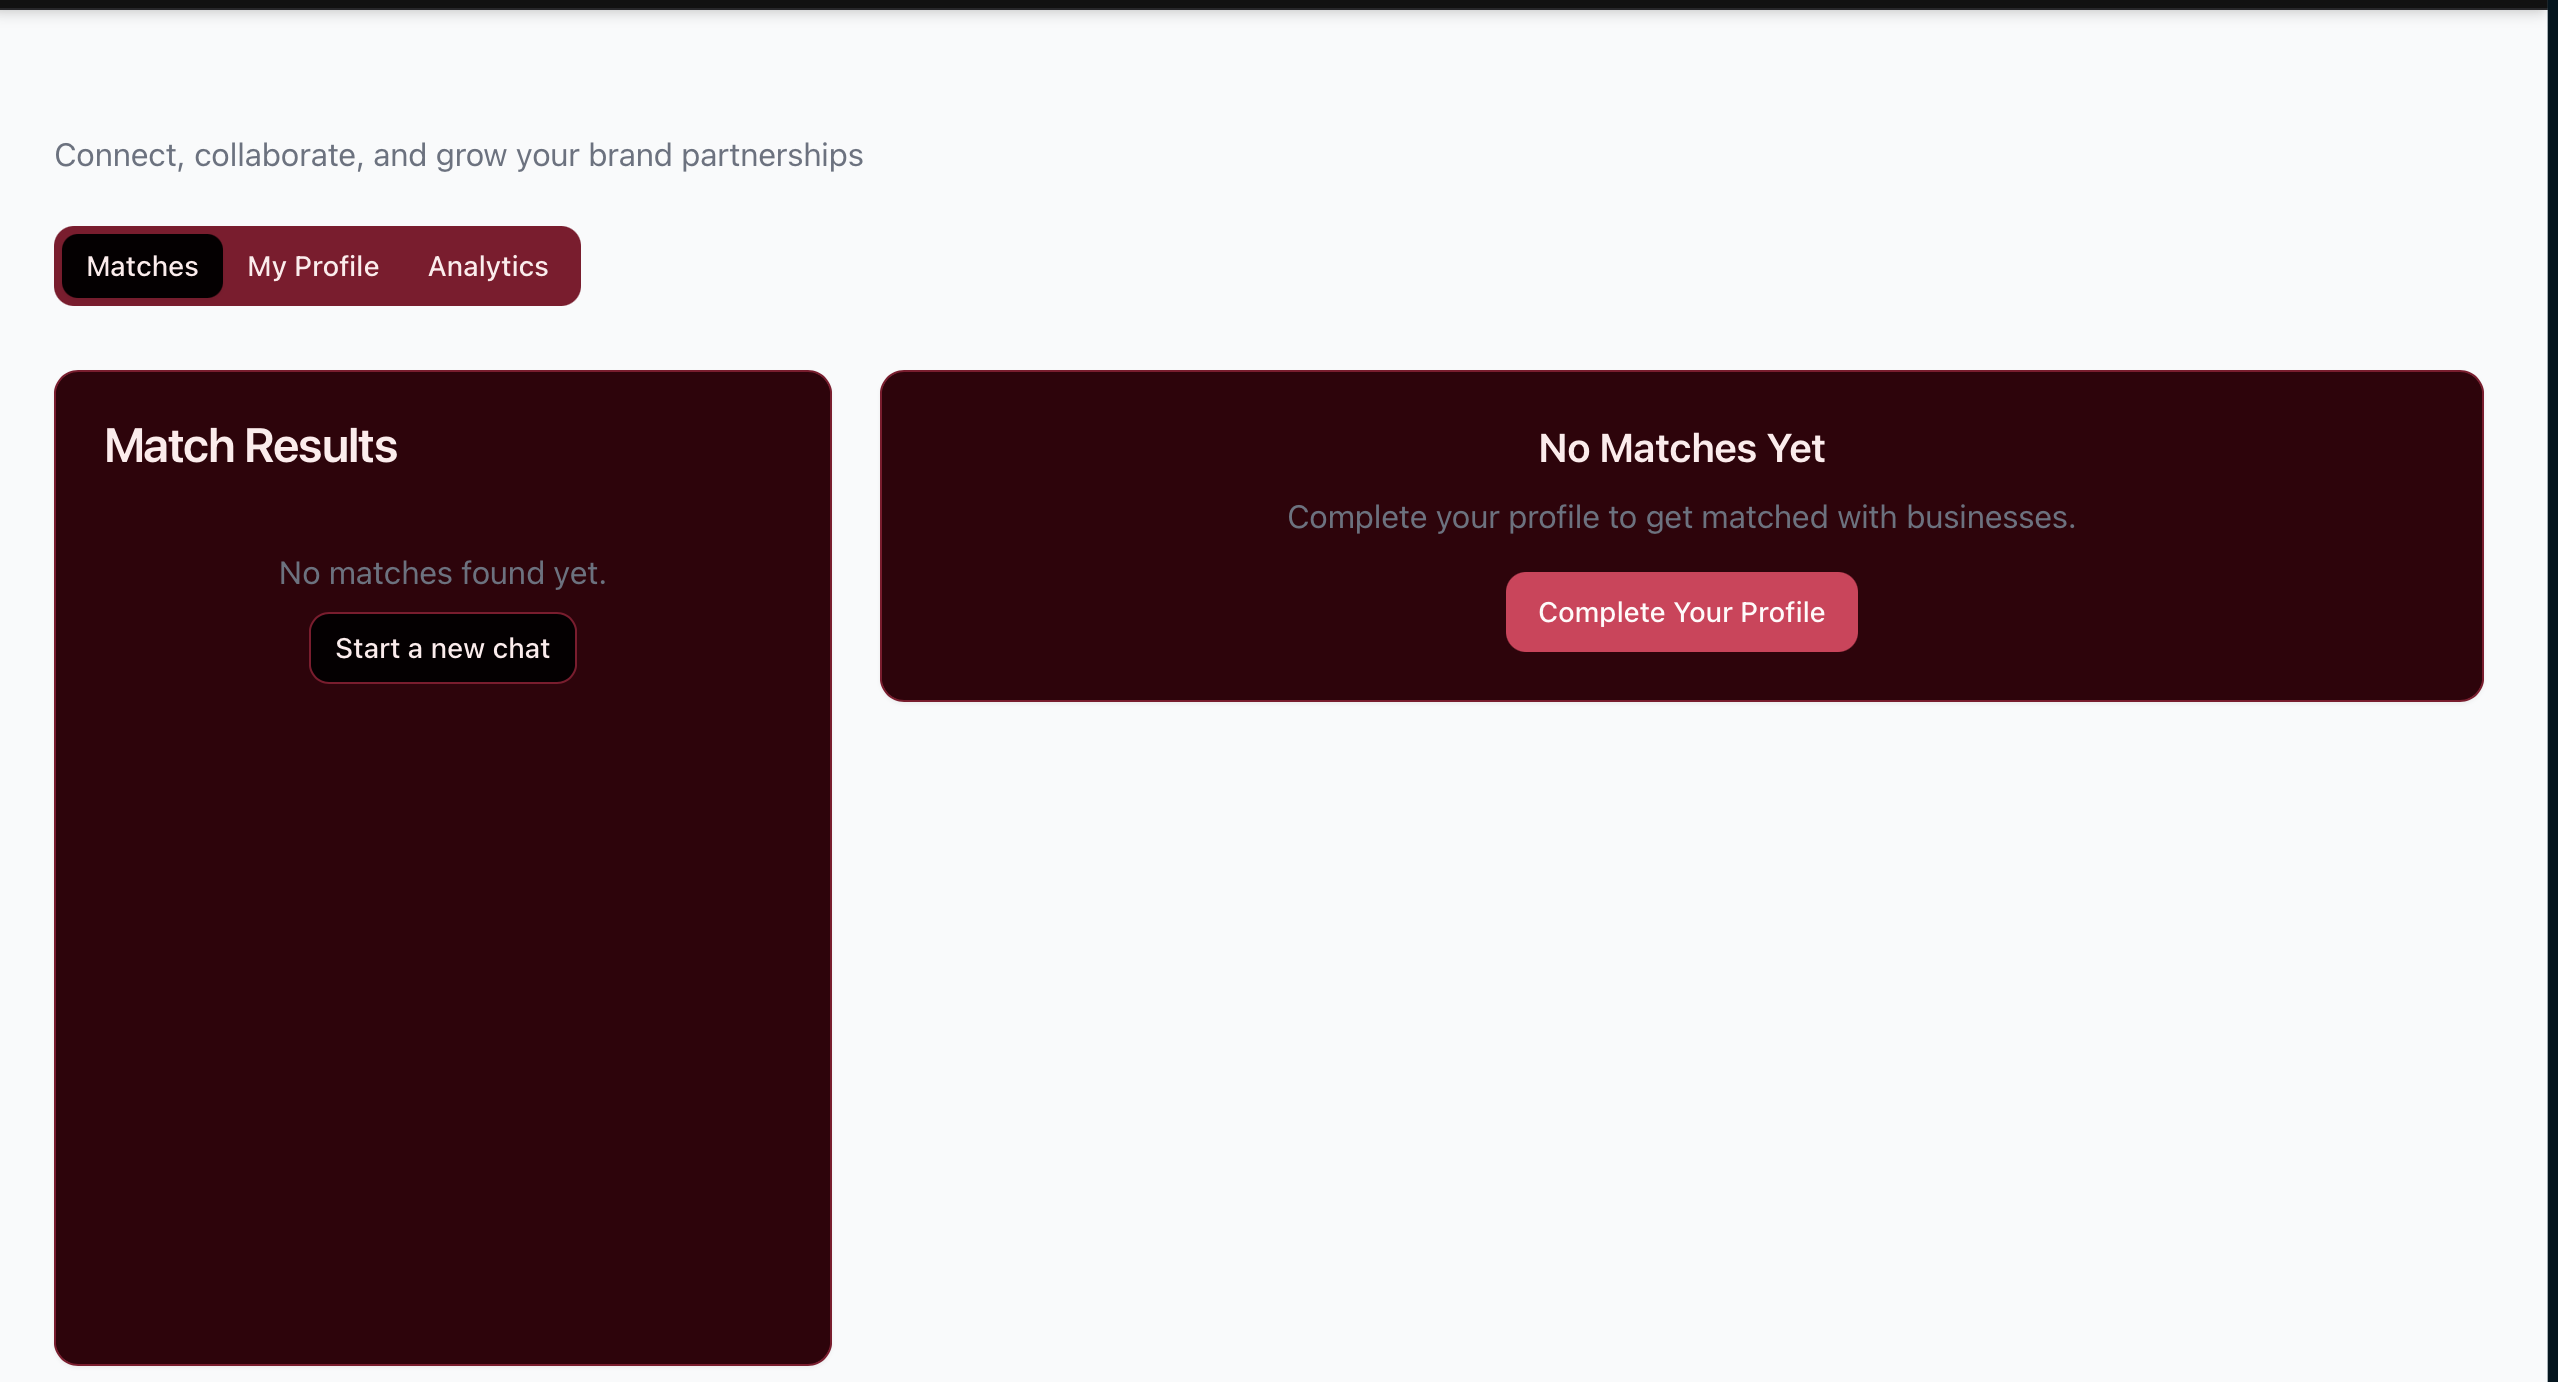 Connect, collaborate, and grow your brand partnerships
Matches
My Profile
Analytics
Match Results
No matches found yet.
Start a new chat
No Matches Yet
Complete your profile to get matched with businesses.
Complete Your Profile